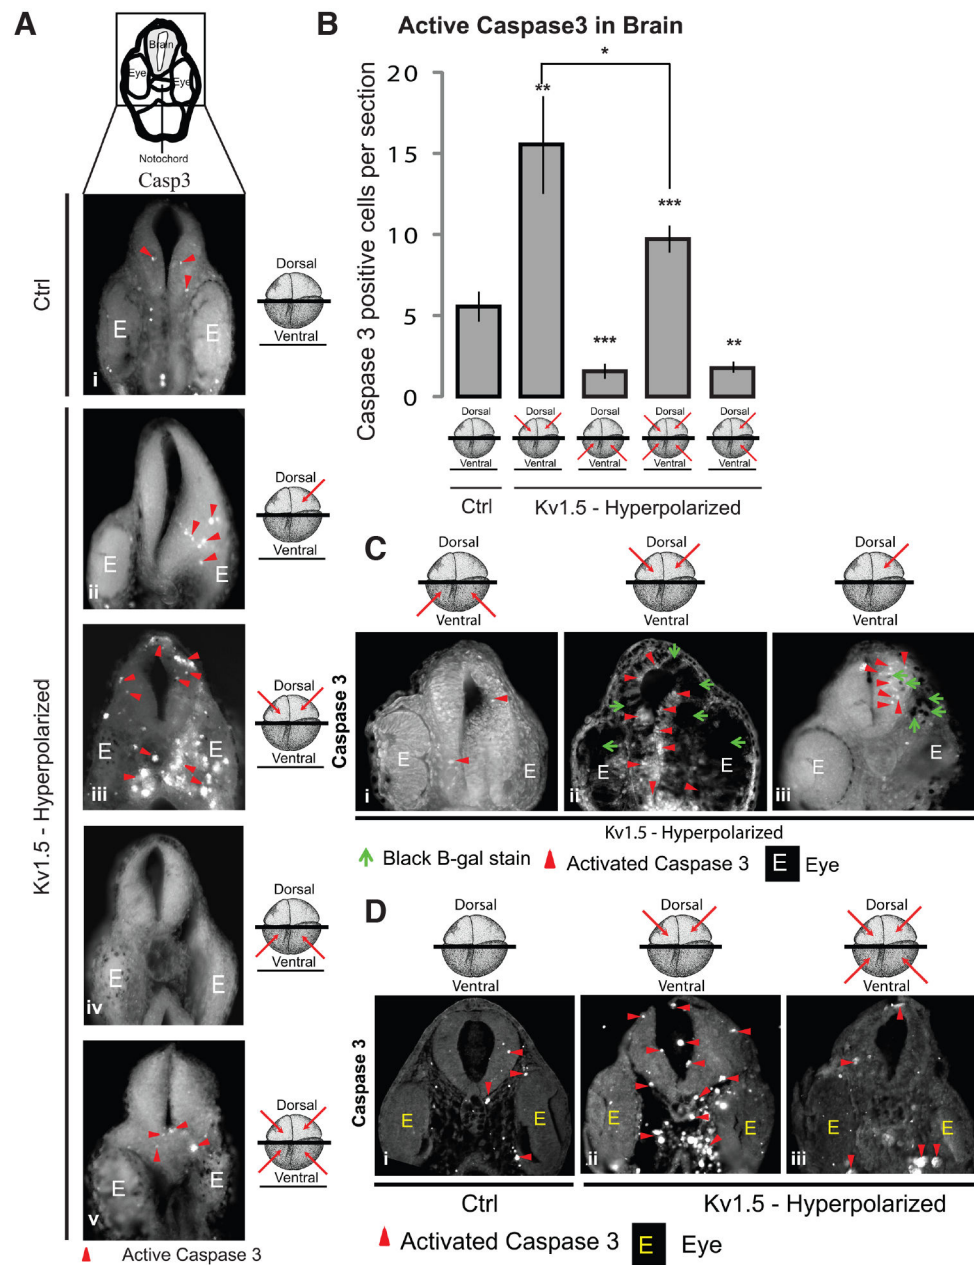 A
Brain
Eye
Eye
Notochord
Casp3
Ctrl
E
E
i
Dorsal
Ventral
Kv1.5 - Hyperpolarized
E
E
ii
Dorsal
Ventral
E
E
iii
Dorsal
Ventral
E
E
iv
Dorsal
Ventral
E
E
v
Dorsal
Ventral
Active Caspase 3
B
Active Caspase3 in Brain
Caspase 3 positive cells per section
20
15
10
5
0
*
**
***
***
**
Dorsal
Dorsal
Dorsal
Dorsal
Dorsal
Ventral
Ventral
Ventral
Ventral
Ventral
Ctrl
Kv1.5 - Hyperpolarized
C
Dorsal
Dorsal
Dorsal
Ventral
Ventral
Ventral
Caspase 3
E
E
i
E
E
ii
E
E
iii
Kv1.5 - Hyperpolarized
Black B-gal stain
Activated Caspase 3
E
Eye
D
Dorsal
Dorsal
Dorsal
Ventral
Ventral
Ventral
Caspase 3
E
E
i
E
E
ii
E
E
iii
Ctrl
Kv1.5 - Hyperpolarized
Activated Caspase 3
E
Eye